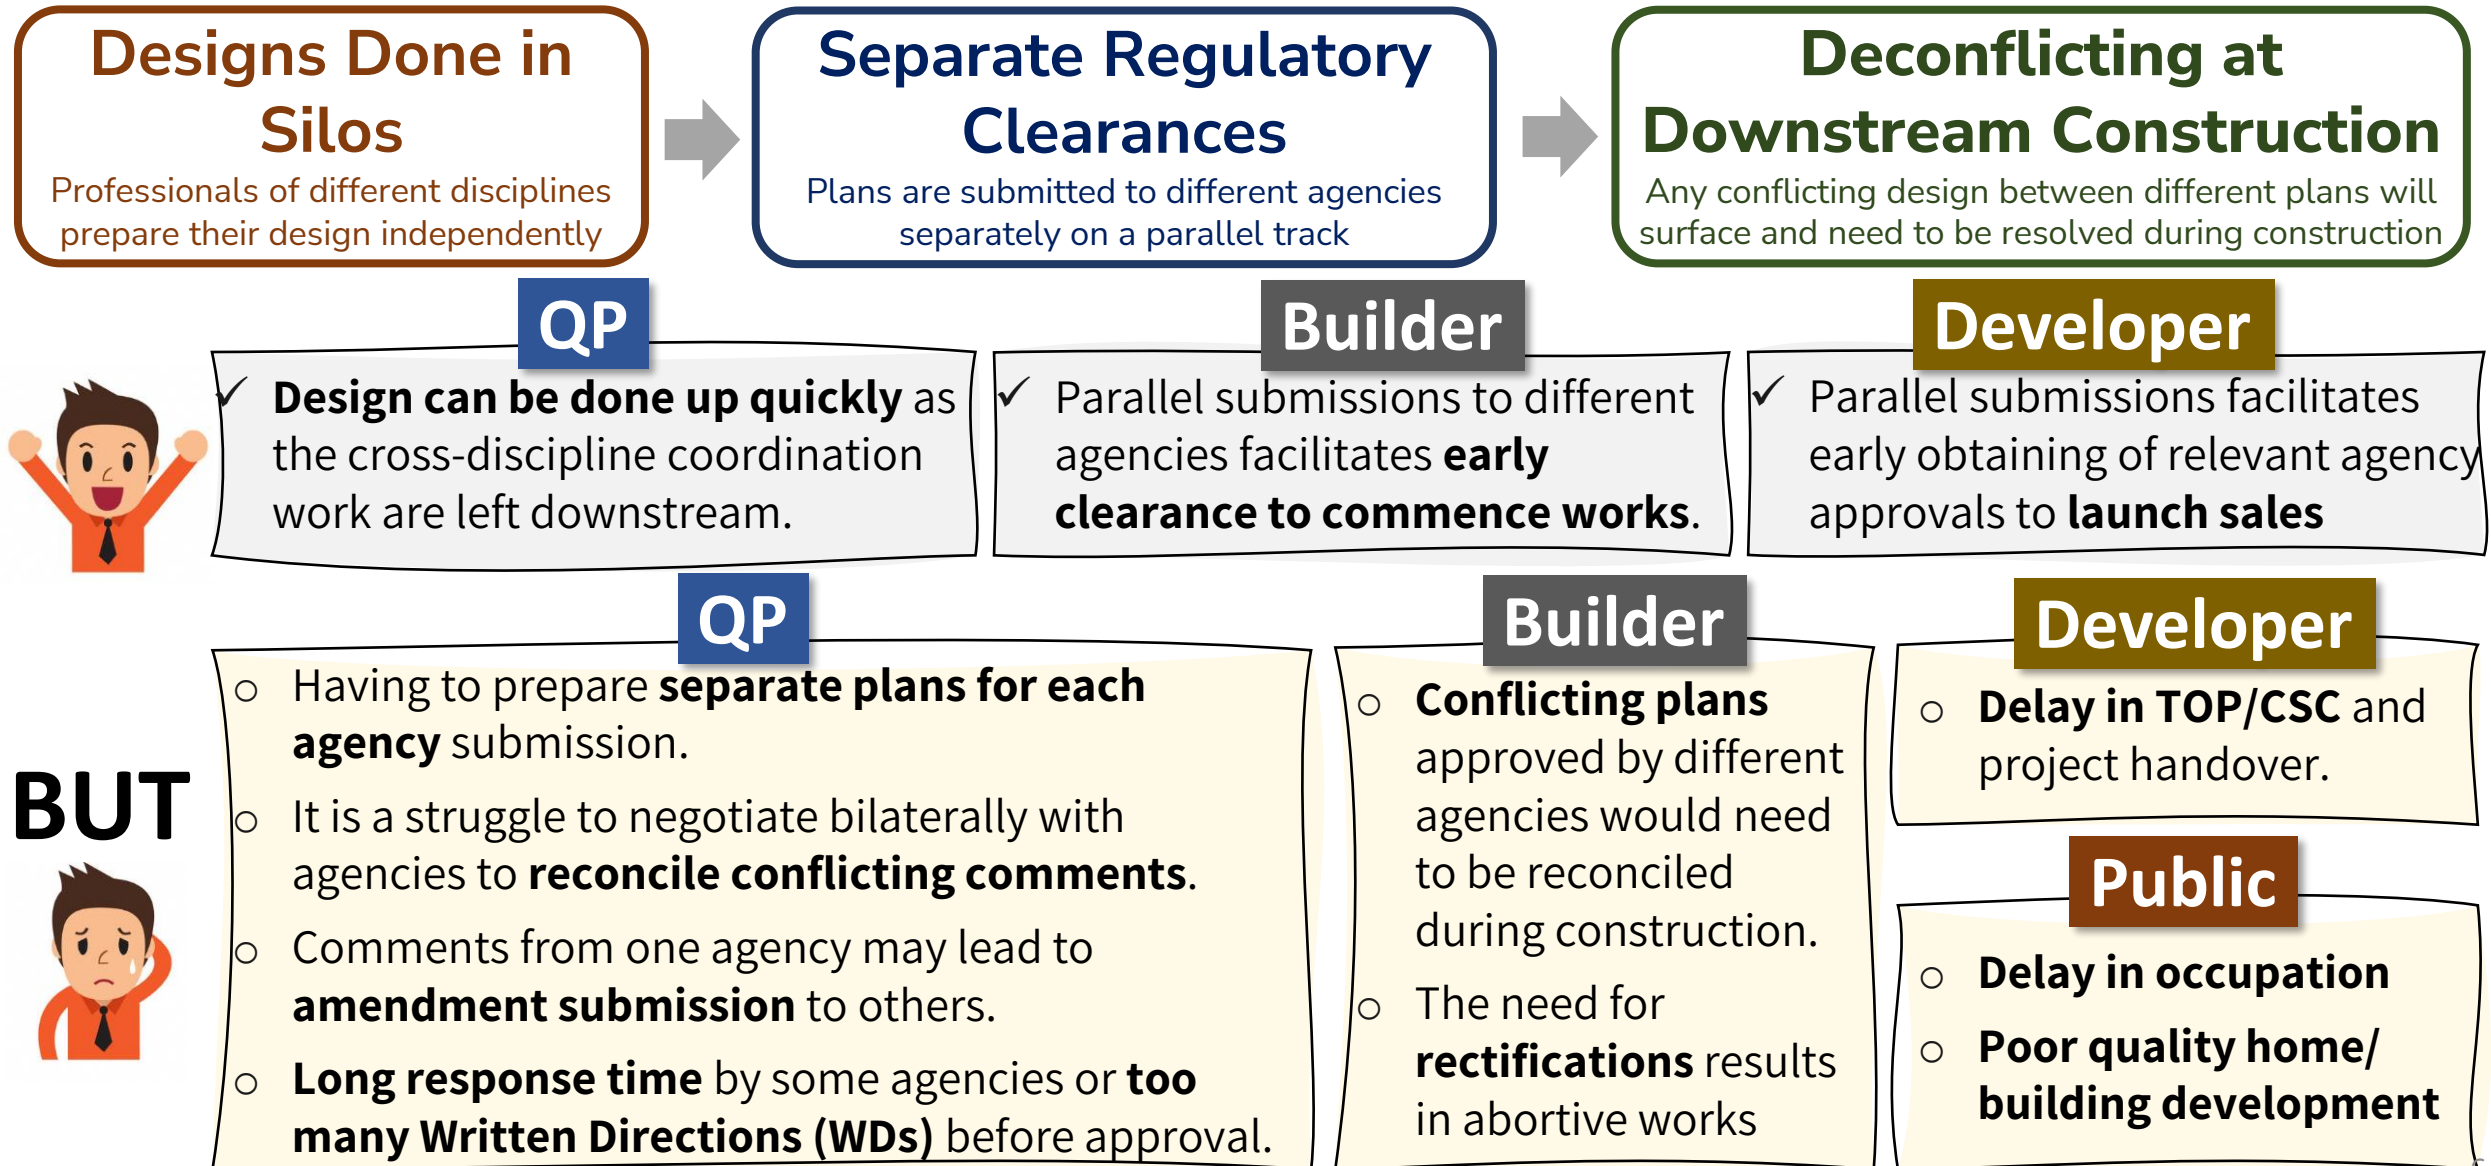 Designs Done in
Silos
Professionals of different disciplines
prepare their design independently
Separate Regulatory
Clearances
Plans are submitted to different agencies
separately on a parallel track
Deconflicting at
Downstream Construction
Any conflicting design between different plans will
surface and need to be resolved during construction
QP
✓ Design can be done up quickly as
the cross-discipline coordination
work are left downstream.
Builder
✓ Parallel submissions to different
agencies facilitates early
clearance to commence works.
Developer
✓ Parallel submissions facilitates
early obtaining of relevant agency
approvals to launch sales
BUT
QP
○ Having to prepare separate plans for each
agency submission.
○ It is a struggle to negotiate bilaterally with
agencies to reconcile conflicting comments.
○ Comments from one agency may lead to
amendment submission to others.
○ Long response time by some agencies or too
many Written Directions (WDs) before approval.
Builder
○ Conflicting plans
approved by different
agencies would need
to be reconciled
during construction.
○ The need for
rectifications results
in abortive works
Developer
○ Delay in TOP/CSC and
project handover.
Public
○ Delay in occupation
○ Poor quality home/
building development